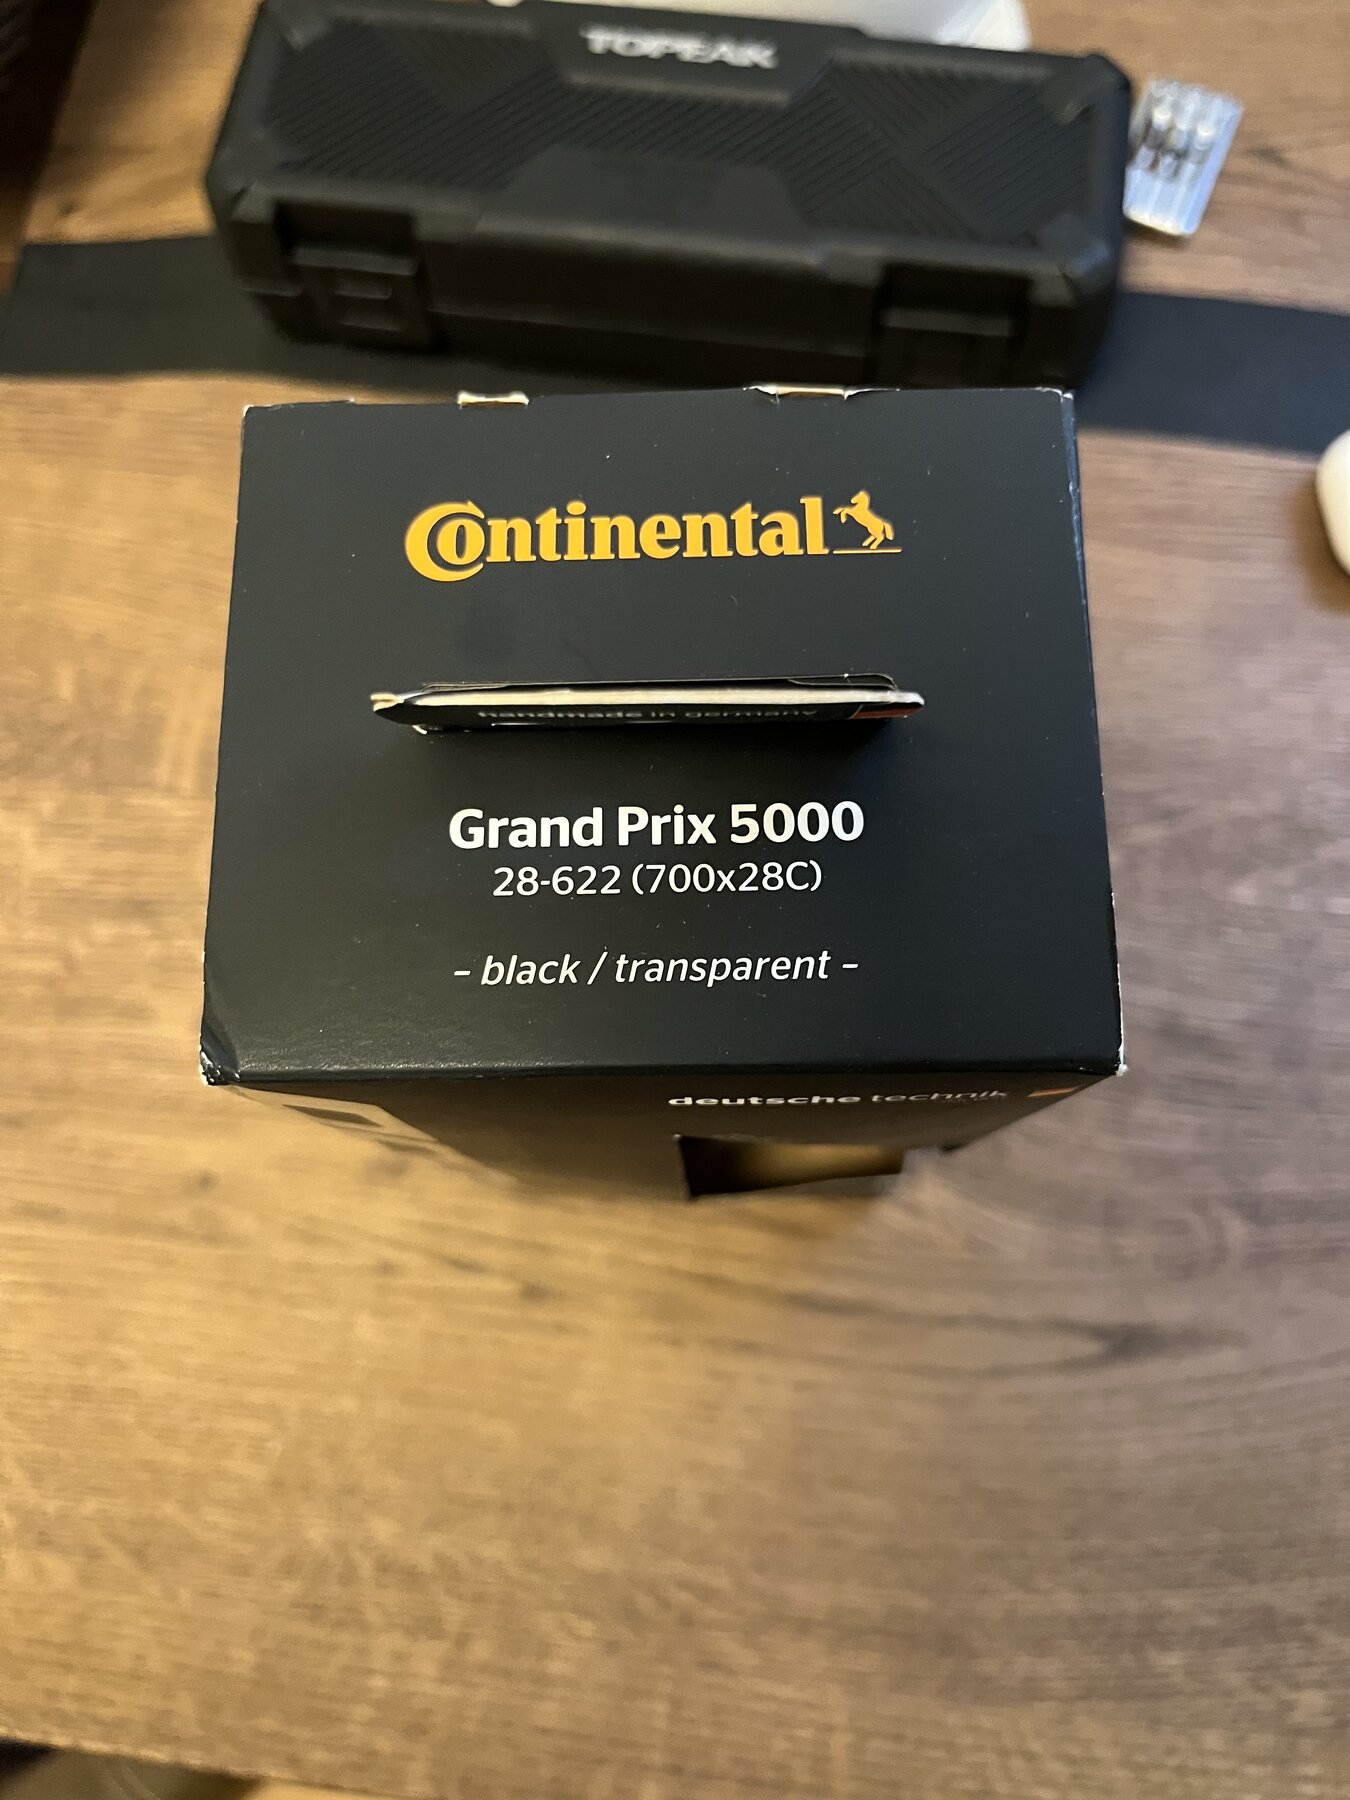 TOPEAK
Continental
Handmade in Germany
Grand Prix 5000
28-622 (700x28C)
– black / transparent –
deutsche technik